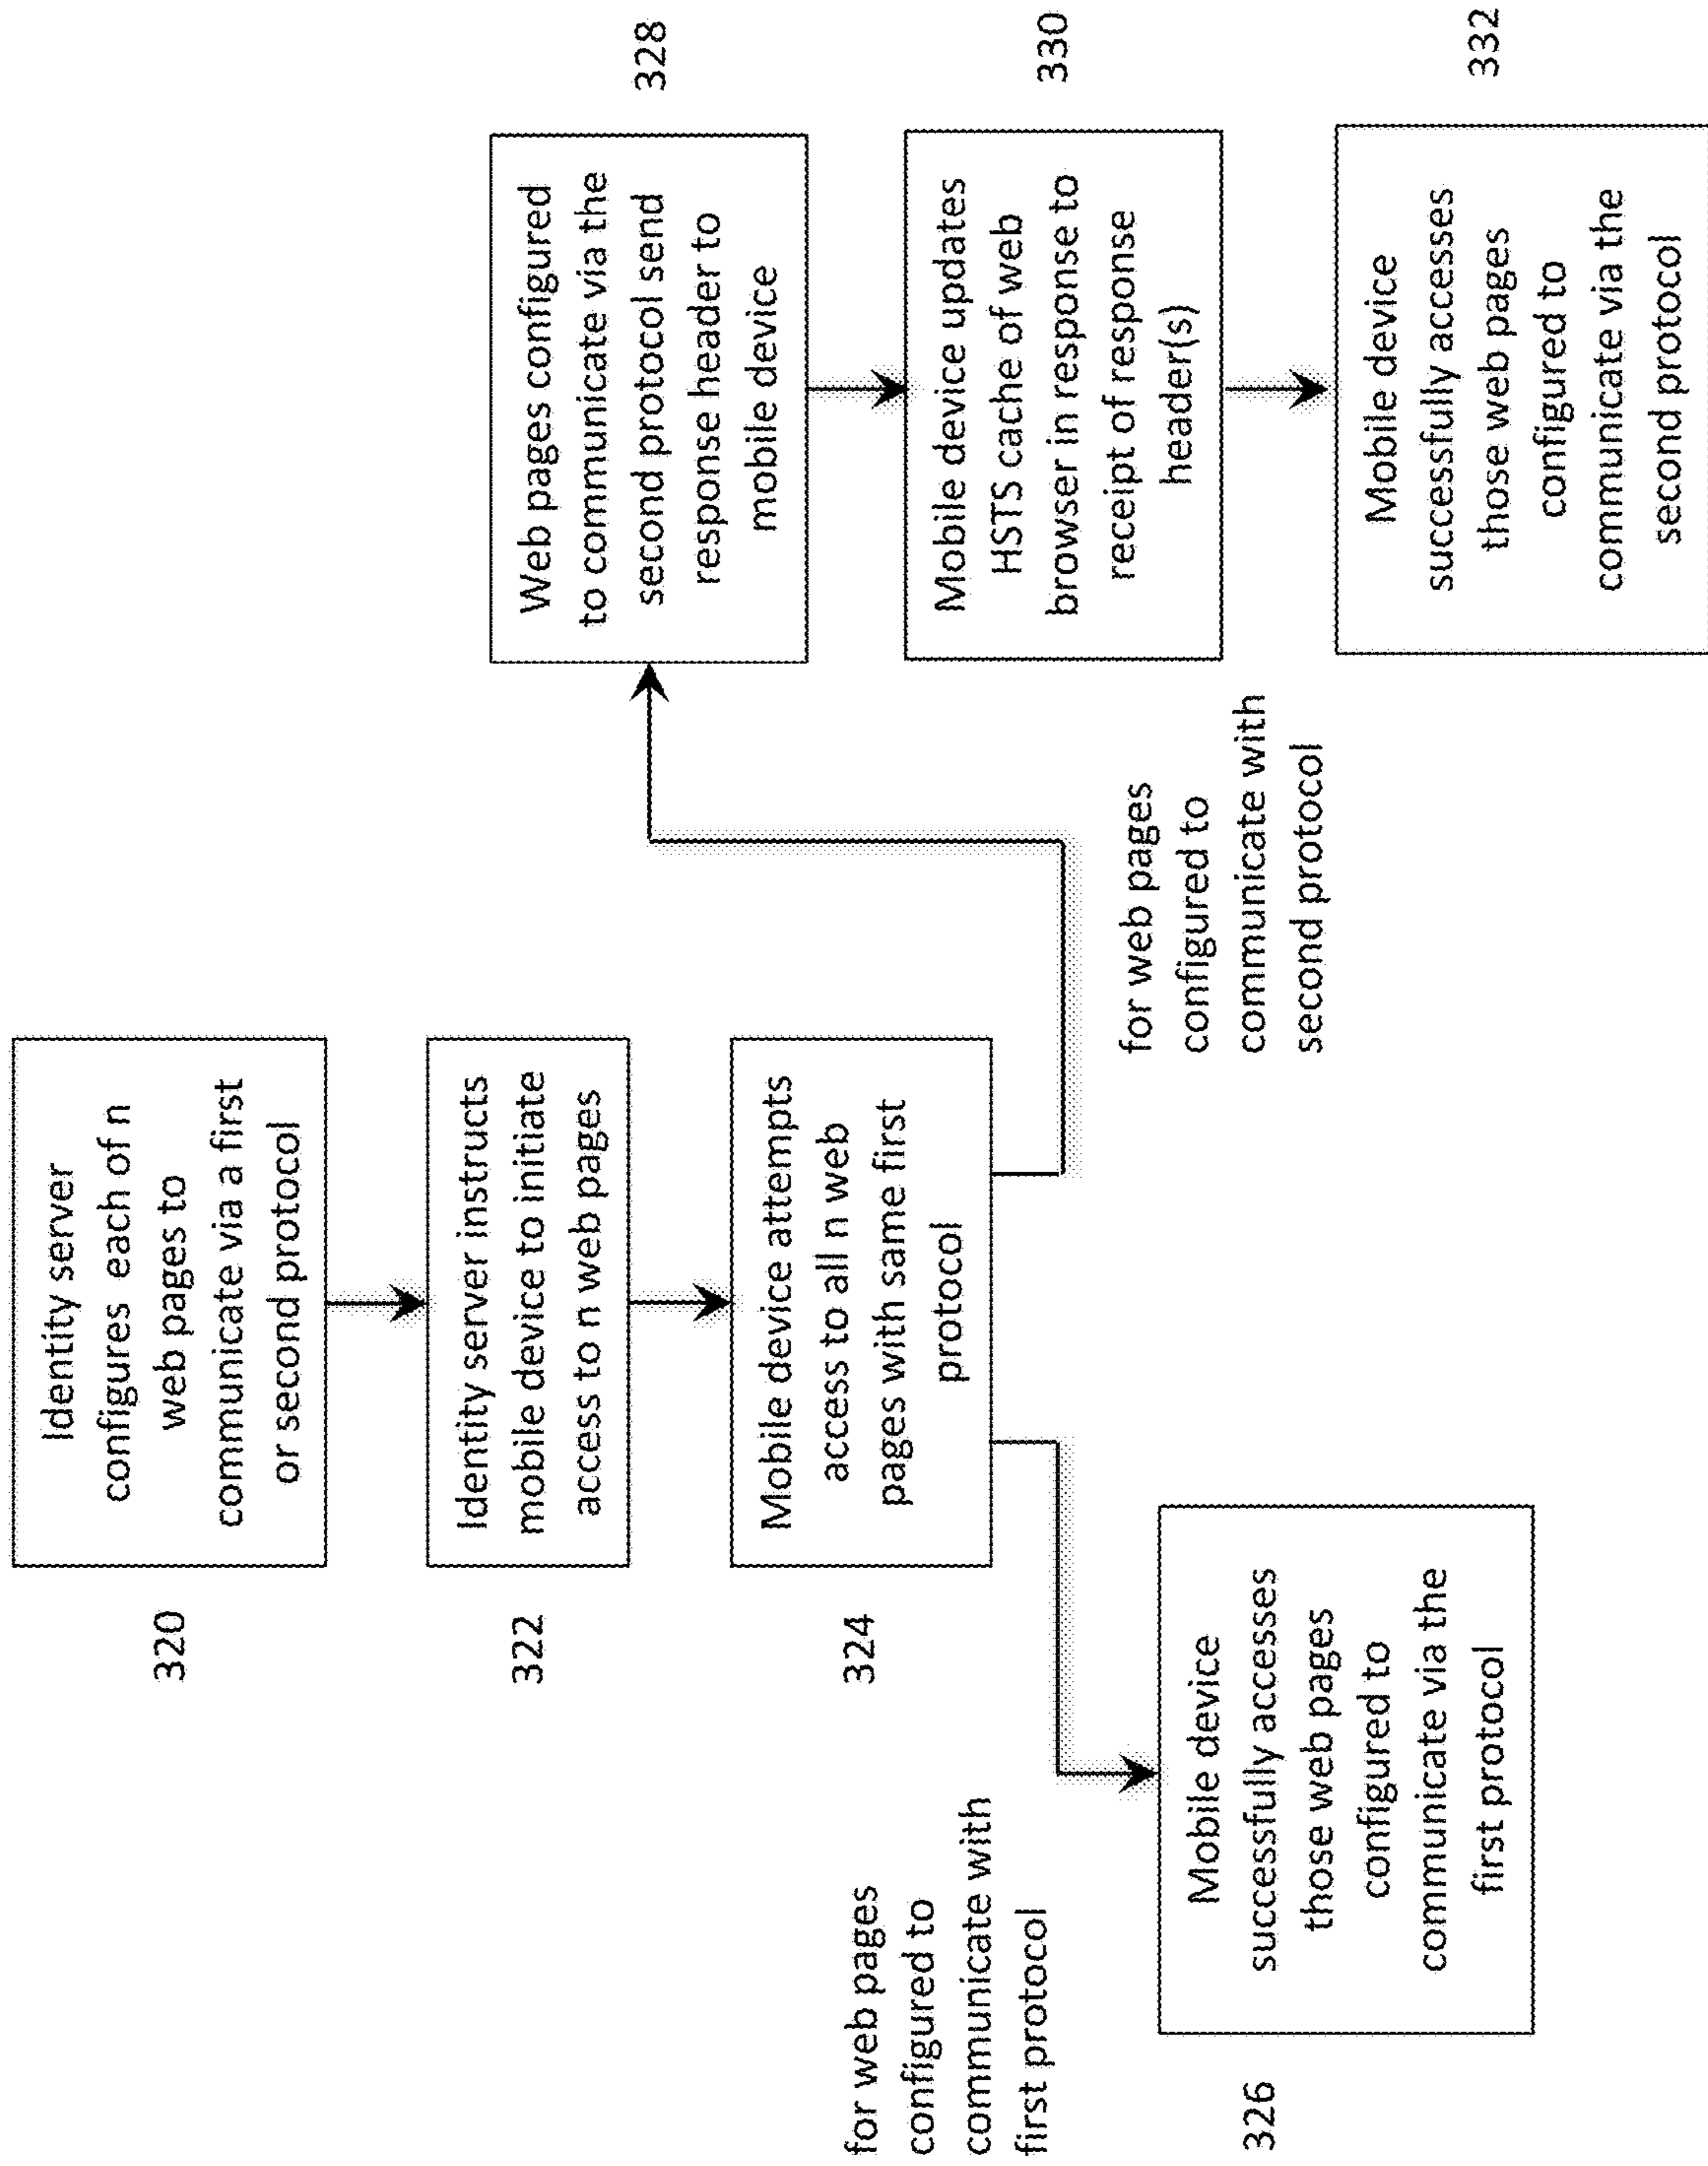 320
Identity server
configures each of n
web pages to
communicate via a first
or second protocol
322
Identity server instructs
mobile device to initiate
access to n web pages
324
Mobile device attempts
access to all n web
pages with same first
protocol
for web pages
configured to
communicate with
first protocol
326
Mobile device
successfully accesses
those web pages
configured to
communicate via the
first protocol
for web pages
configured to
communicate with
second protocol
Web pages configured
to communicate via the
second protocol send
response header to
mobile device
328
Mobile device updates
HSTS cache of web
browser in response to
receipt of response
header(s)
330
Mobile device
successfully accesses
those web pages
configured to
communicate via the
second protocol
332